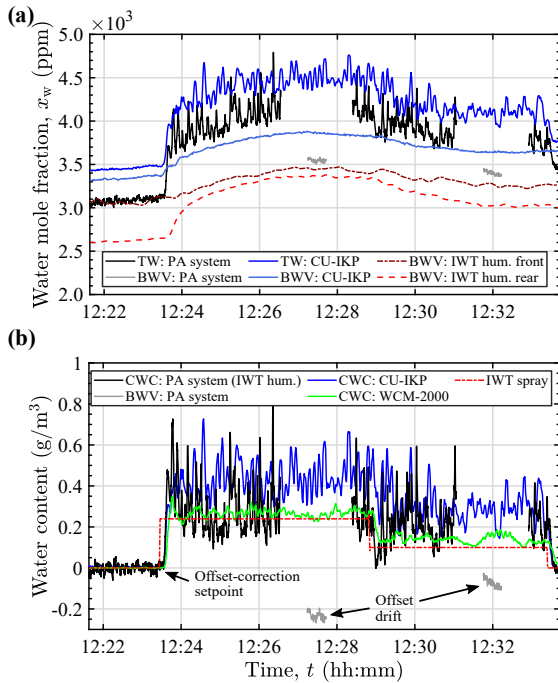 (a)
× 10³
Water mole fraction, x_w (ppm)
5.0
4.5
4.0
3.5
3.0
2.5
2.0
TW: PA system
TW: CU-IKP
BWV: IWT hum. front
BWV: PA system
BWV: CU-IKP
BWV: IWT hum. rear
12:22 12:24 12:26 12:28 12:30 12:32
(b)
Water content (g/m³)
1
0.8
0.6
0.4
0.2
0
-0.2
CWC: PA system (IWT hum.)
CWC: CU-IKP
IWT spray
BWV: PA system
CWC: WCM-2000
Offset-correction
setpoint
Offset
drift
12:22 12:24 12:26 12:28 12:30 12:32
Time, t (hh:mm)